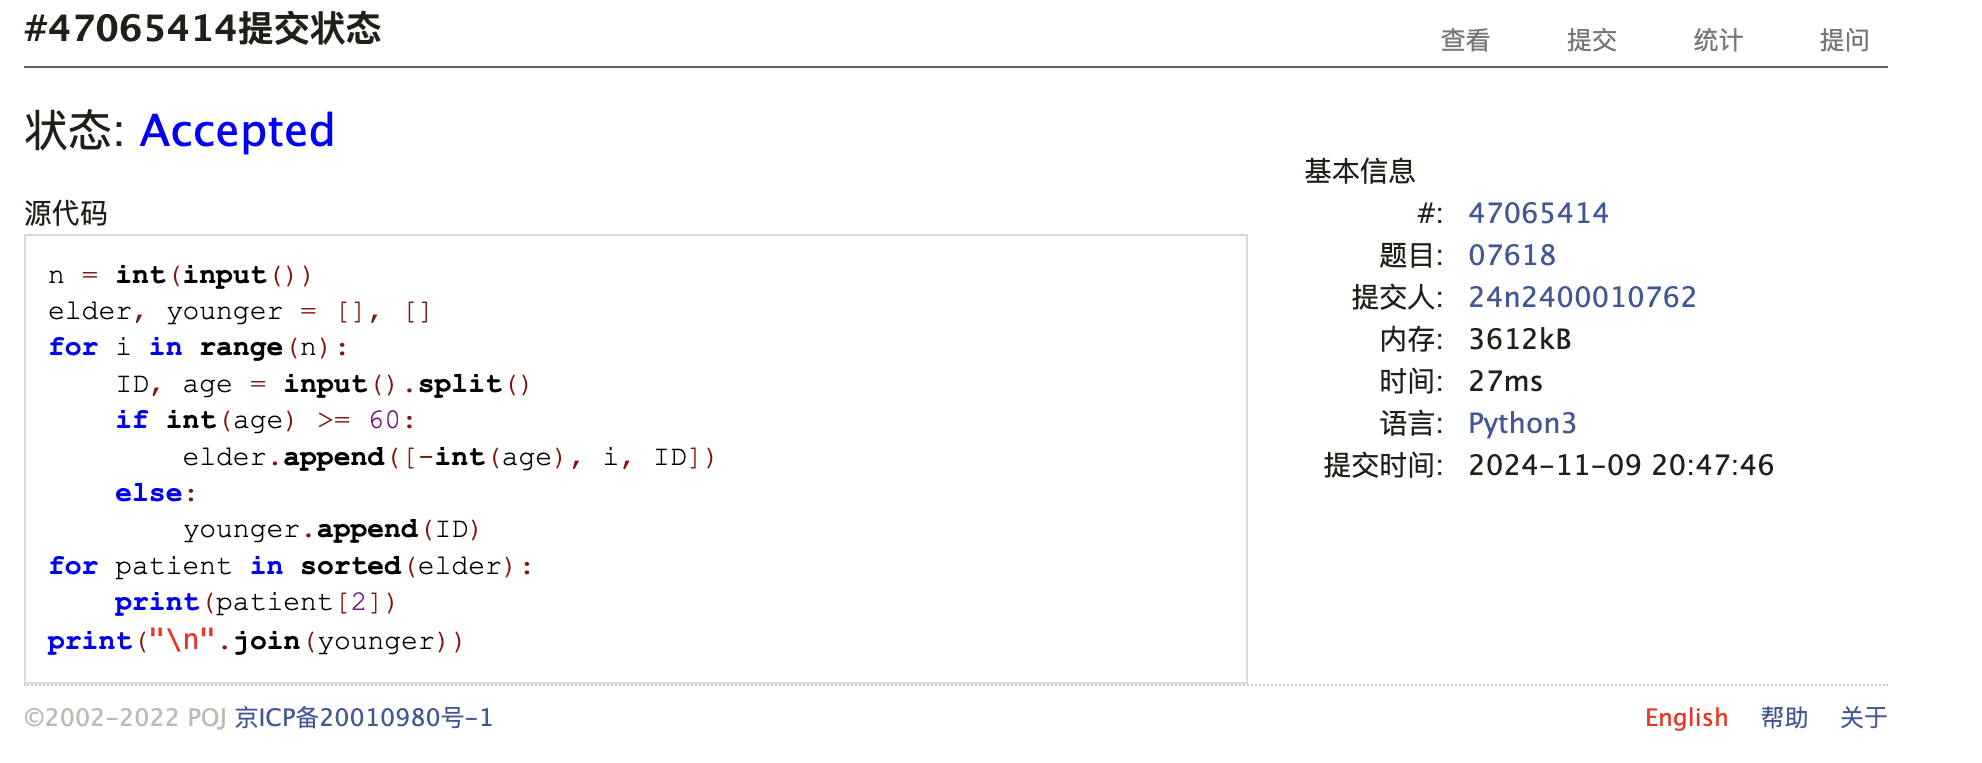 #47065414提交状态
查看 提交 统计 提问
状态: Accepted
源代码
n = int(input())
elder, younger = [], []
for i in range(n):
    ID, age = input().split()
    if int(age) >= 60:
        elder.append([-int(age), i, ID])
    else:
        younger.append(ID)
for patient in sorted(elder):
    print(patient[2])
print("\n".join(younger))
基本信息
#: 47065414
题目: 07618
提交人: 24n2400010762
内存: 3612kB
时间: 27ms
语言: Python3
提交时间: 2024-11-09 20:47:46
©2002-2022 POJ 京ICP备20010980号-1
English 帮助 关于